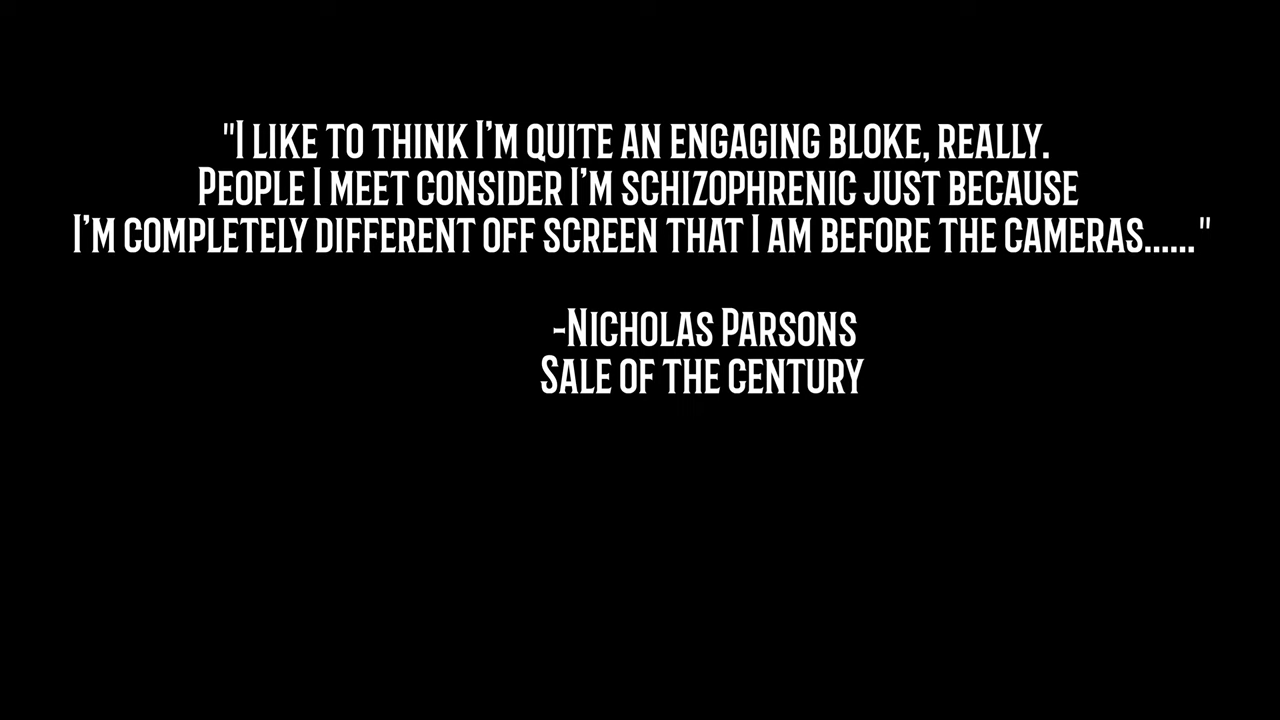 "I like to think I'm quite an engaging bloke, really.
People I meet consider I'm schizophrenic just because
I'm completely different off screen that I am before the cameras......"
-Nicholas Parsons
Sale of the century